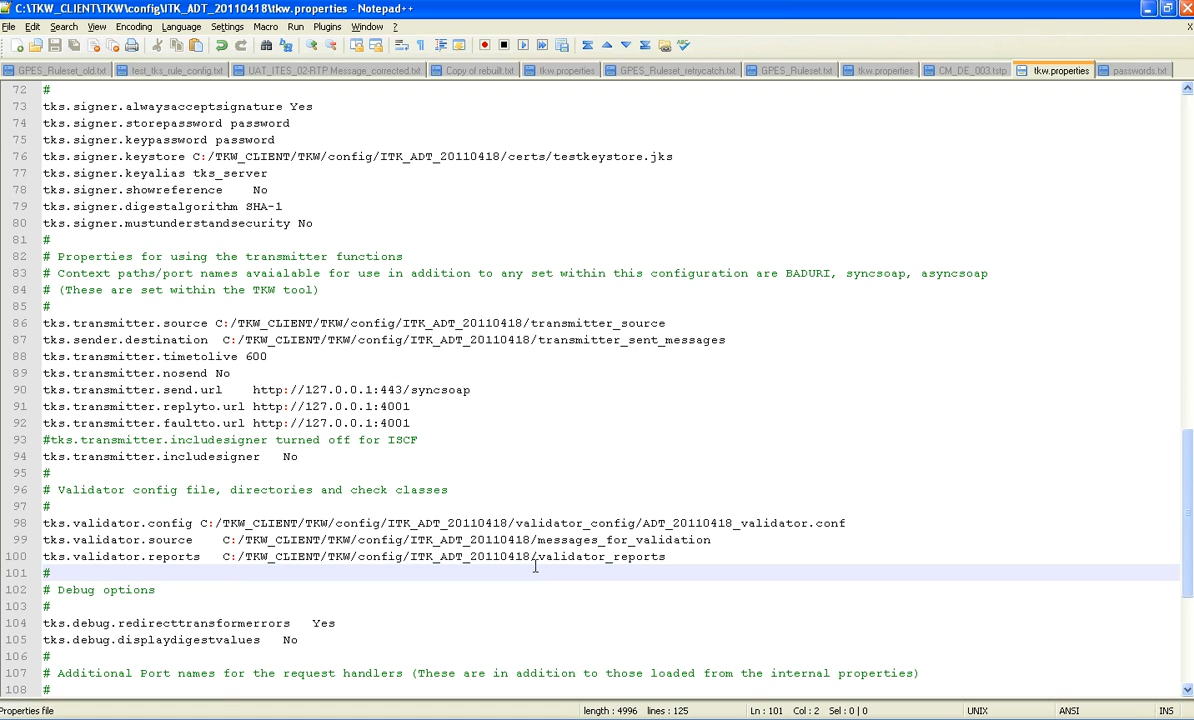 C:\TKW_CLIENT\TKW\config\ITK_ADT_20110418\tkw.properties - Notepad++
File Edit Search View Encoding Language Settings Macro Run Plugins Window ? X
GPES_Ruleset_old.txt test_tks_rule_config.txt UAT_ITES_02-RTP.Message_corrected.txt Copy of rebuilt.txt tkw.properties GPES_Ruleset_retrycatch.txt GPES_Ruleset.txt tkw.properties CM_DE_003.tstp tkw.properties passwords.txt
72 #
73 tks.signer.alwaysacceptsignature Yes
74 tks.signer.storepassword password
75 tks.signer.keypassword password
76 tks.signer.keystore C:/TKW_CLIENT/TKW/config/ITK_ADT_20110418/certs/testkeystore.jks
77 tks.signer.keyalias tks_server
78 tks.signer.showreference No
79 tks.signer.digestalgorithm SHA-1
80 tks.signer.mustunderstandsecurity No
81 #
82 # Properties for using the transmitter functions
83 # Context paths/port names avaialable for use in addition to any set within this configuration are BADURI, syncsoap, asyncsoap
84 # (These are set within the TKW tool)
85 #
86 tks.transmitter.source C:/TKW_CLIENT/TKW/config/ITK_ADT_20110418/transmitter_source
87 tks.sender.destination C:/TKW_CLIENT/TKW/config/ITK_ADT_20110418/transmitter_sent_messages
88 tks.transmitter.timetolive 600
89 tks.transmitter.nosend No
90 tks.transmitter.send.url http://127.0.0.1:443/syncsoap
91 tks.transmitter.replyto.url http://127.0.0.1:4001
92 tks.transmitter.faultto.url http://127.0.0.1:4001
93 #tks.transmitter.includesigner turned off for ISCF
94 tks.transmitter.includesigner No
95 #
96 # Validator config file, directories and check classes
97 #
98 tks.validator.config C:/TKW_CLIENT/TKW/config/ITK_ADT_20110418/validator_config/ADT_20110418_validator.conf
99 tks.validator.source C:/TKW_CLIENT/TKW/config/ITK_ADT_20110418/messages_for_validation
100 tks.validator.reports C:/TKW_CLIENT/TKW/config/ITK_ADT_20110418/validator_reports
101 #
102 # Debug options
103 #
104 tks.debug.redirecttransformerrors Yes
105 tks.debug.displaydigestvalues No
106 #
107 # Additional Port names for the request handlers (These are in addition to those loaded from the internal properties)
108 #
Properties file length : 4996 lines : 125 Ln : 101 Col : 2 Sel : 0 | 0 UNIX ANSI INS